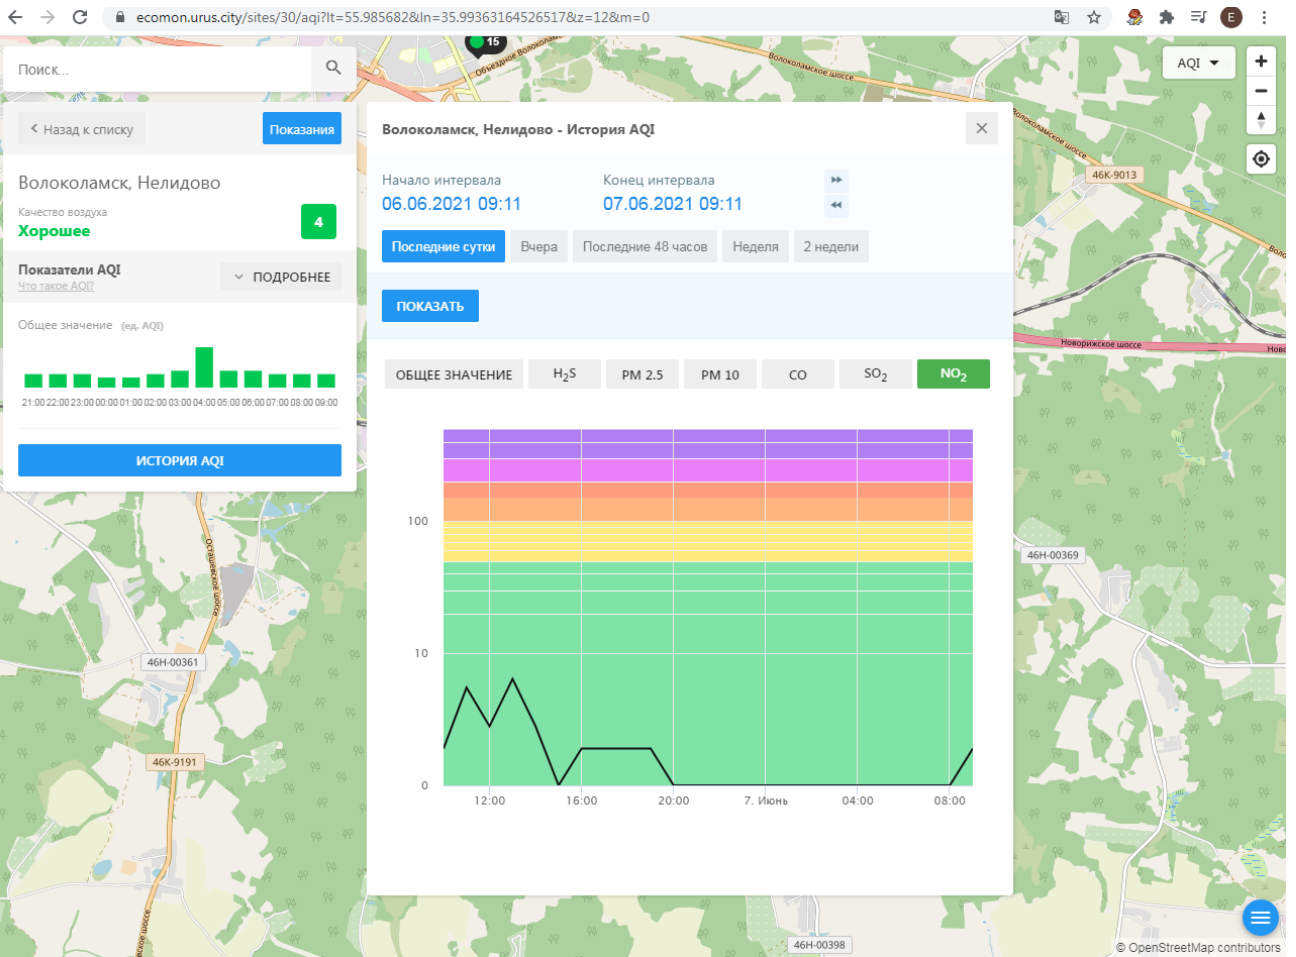 ecomon.urus.city/sites/30/aqi?lt=55.985682&ln=35.99363164526517&z=12&m=0
E
15
Объездное Волоколамское
Волоколамское шоссе
Поиск...
AQI
Назад к списку
Показания
Волоколамск, Нелидово - История AQI
Волоколамское шоссе
46К-9013
Волоколамск, Нелидово
Начало интервала
Конец интервала
06.06.2021 09:11
07.06.2021 09:11
Качество воздуха
Хорошее
4
Последние сутки
Вчера
Последние 48 часов
Неделя
2 недели
Показатели AQI
Что такое AQI?
ПОДРОБНЕЕ
ПОКАЗАТЬ
Общее значение (ед. AQI)
Новорижское шоссе
Ново
21:00 22:00 23:00 00:00 01:00 02:00 03:00 04:00 05:00 06:00 07:00 08:00 09:00
ОБЩЕЕ ЗНАЧЕНИЕ
H2S
PM 2.5
PM 10
CO
SO2
NO2
ИСТОРИЯ AQI
100
Осташевское шоссе
46Н-00369
10
46Н-00361
46К-9191
0
12:00
16:00
20:00
7. Июнь
04:00
08:00
46Н-00398
© OpenStreetMap contributors